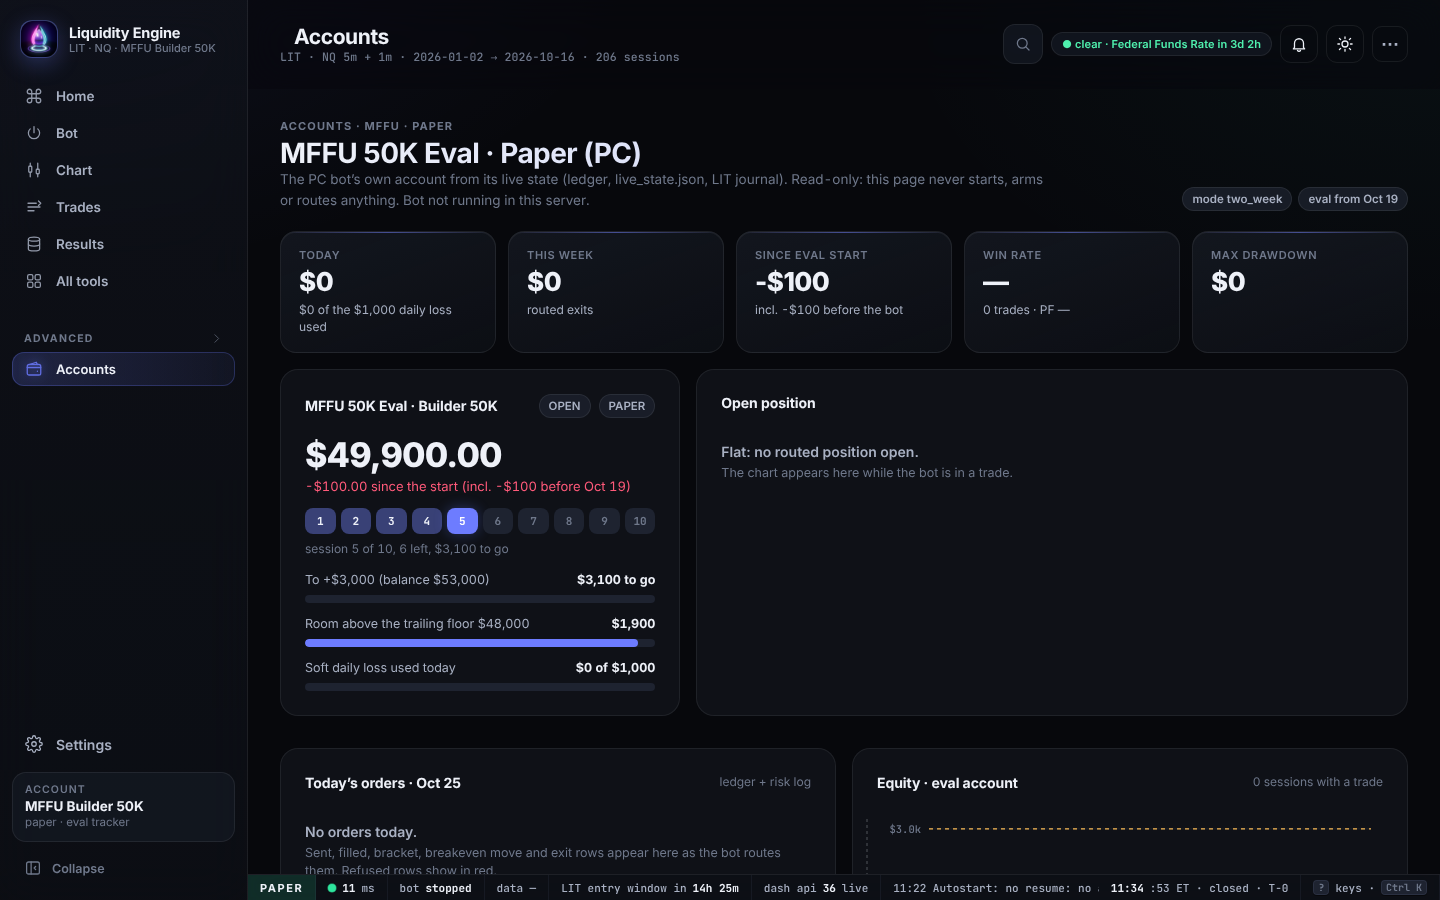 Liquidity Engine
LIT · NQ · MFFU Builder 50K
Home
Bot
Chart
Trades
Results
All tools
ADVANCED
Accounts
Settings
ACCOUNT
MFFU Builder 50K
paper · eval tracker
Collapse
Accounts
LIT · NQ 5m + 1m · 2026-01-02 → 2026-10-16 · 206 sessions
clear · Federal Funds Rate in 3d 2h
ACCOUNTS · MFFU · PAPER
MFFU 50K Eval · Paper (PC)
The PC bot's own account from its live state (ledger, live_state.json, LIT journal). Read-only: this page never starts, arms
or routes anything. Bot not running in this server.
mode two_week
eval from Oct 19
TODAY
$0
$0 of the $1,000 daily loss
used
THIS WEEK
$0
routed exits
SINCE EVAL START
-$100
incl. -$100 before the bot
WIN RATE
—
0 trades · PF —
MAX DRAWDOWN
$0
MFFU 50K Eval · Builder 50K
OPEN
PAPER
$49,900.00
-$100.00 since the start (incl. -$100 before Oct 19)
1 2 3 4 5 6 7 8 9 10
session 5 of 10, 6 left, $3,100 to go
To +$3,000 (balance $53,000) $3,100 to go
Room above the trailing floor $48,000 $1,900
Soft daily loss used today $0 of $1,000
Open position
Flat: no routed position open.
The chart appears here while the bot is in a trade.
Today's orders · Oct 25
ledger + risk log
No orders today.
Sent, filled, bracket, breakeven move and exit rows appear here as the bot routes
them. Refused rows show in red.
Equity · eval account
0 sessions with a trade
$3.0k
PAPER
11 ms
bot stopped
data —
LIT entry window in 14h 25m
dash api 36 live
11:22 Autostart: no resume: no
11:34 :53 ET · closed · T-0
? keys · Ctrl K